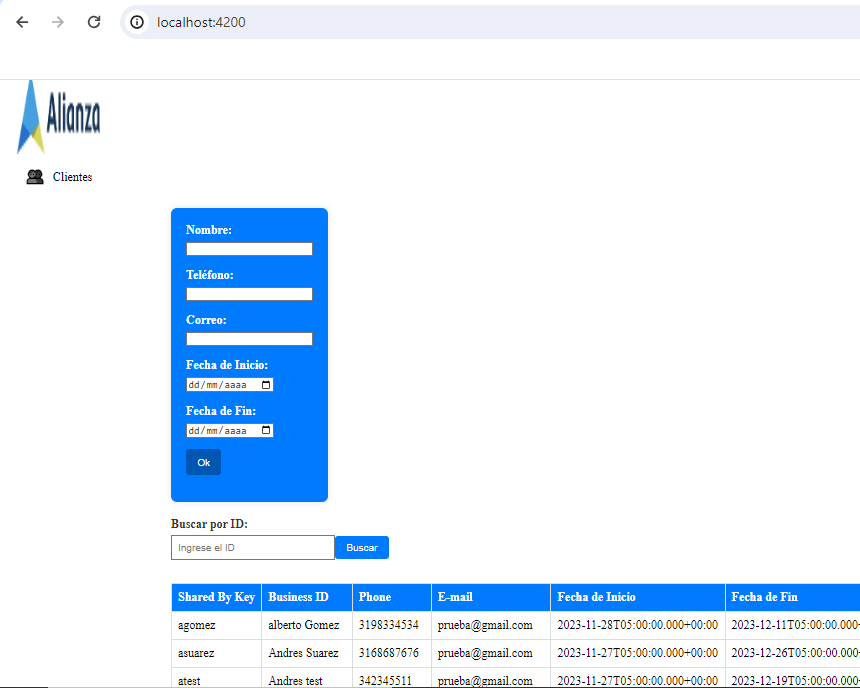 localhost:4200
Alianza
Clientes
Nombre:
Teléfono:
Correo:
Fecha de Inicio:
dd/mm/aaaa
Fecha de Fin:
dd/mm/aaaa
Ok
Buscar por ID:
Ingrese el ID Buscar
Shared By Key Business ID Phone E-mail Fecha de Inicio Fecha de Fin
agomez alberto Gomez 3198334534 prueba@gmail.com 2023-11-28T05:00:00.000+00:00 2023-12-11T05:00:00.000+
asuarez Andres Suarez 3168687676 prueba@gmail.com 2023-11-27T05:00:00.000+00:00 2023-12-26T05:00:00.000+
atest Andres test 342345511 prueba@gmail.com 2023-11-27T05:00:00.000+00:00 2023-12-19T05:00:00.000+